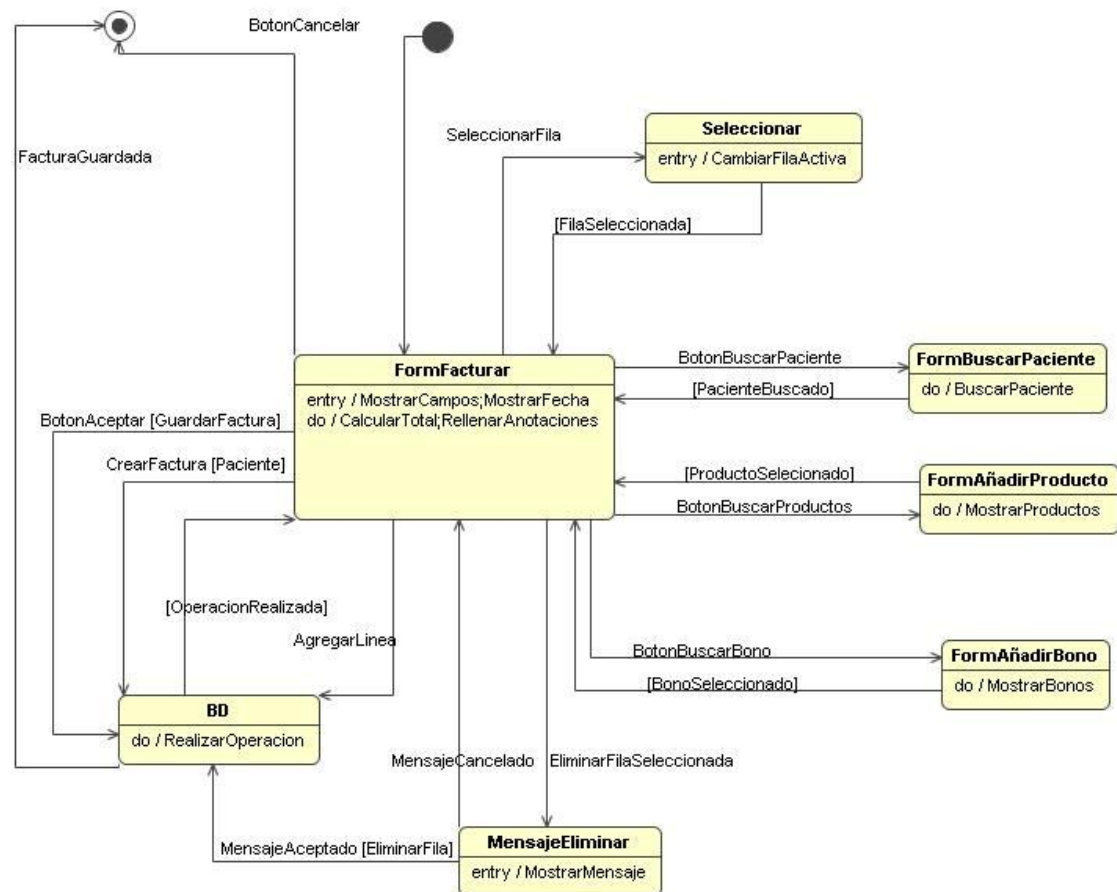 BotonCancelar
SeleccionarFila
Seleccionar
entry / CambiarFilaActiva
FacturaGuardada
[FilaSeleccionada]
FormFacturar
entry / MostrarCampos;MostrarFecha
do / CalcularTotal;RellenarAnotaciones
BotonBuscarPaciente
FormBuscarPaciente
do / BuscarPaciente
[PacienteBuscado]
BotonAceptar [GuardarFactura]
CrearFactura [Paciente]
[ProductoSelecionado]
FormAñadirProducto
do / MostrarProductos
BotonBuscarProductos
[OperacionRealizada]
AgregarLinea
BotonBuscarBono
FormAñadirBono
do / MostrarBonos
[BonoSeleccionado]
BD
do / RealizarOperacion
MensajeCancelado
EliminarFilaSeleccionada
MensajeAceptado [EliminarFila]
MensajeEliminar
entry / MostrarMensaje